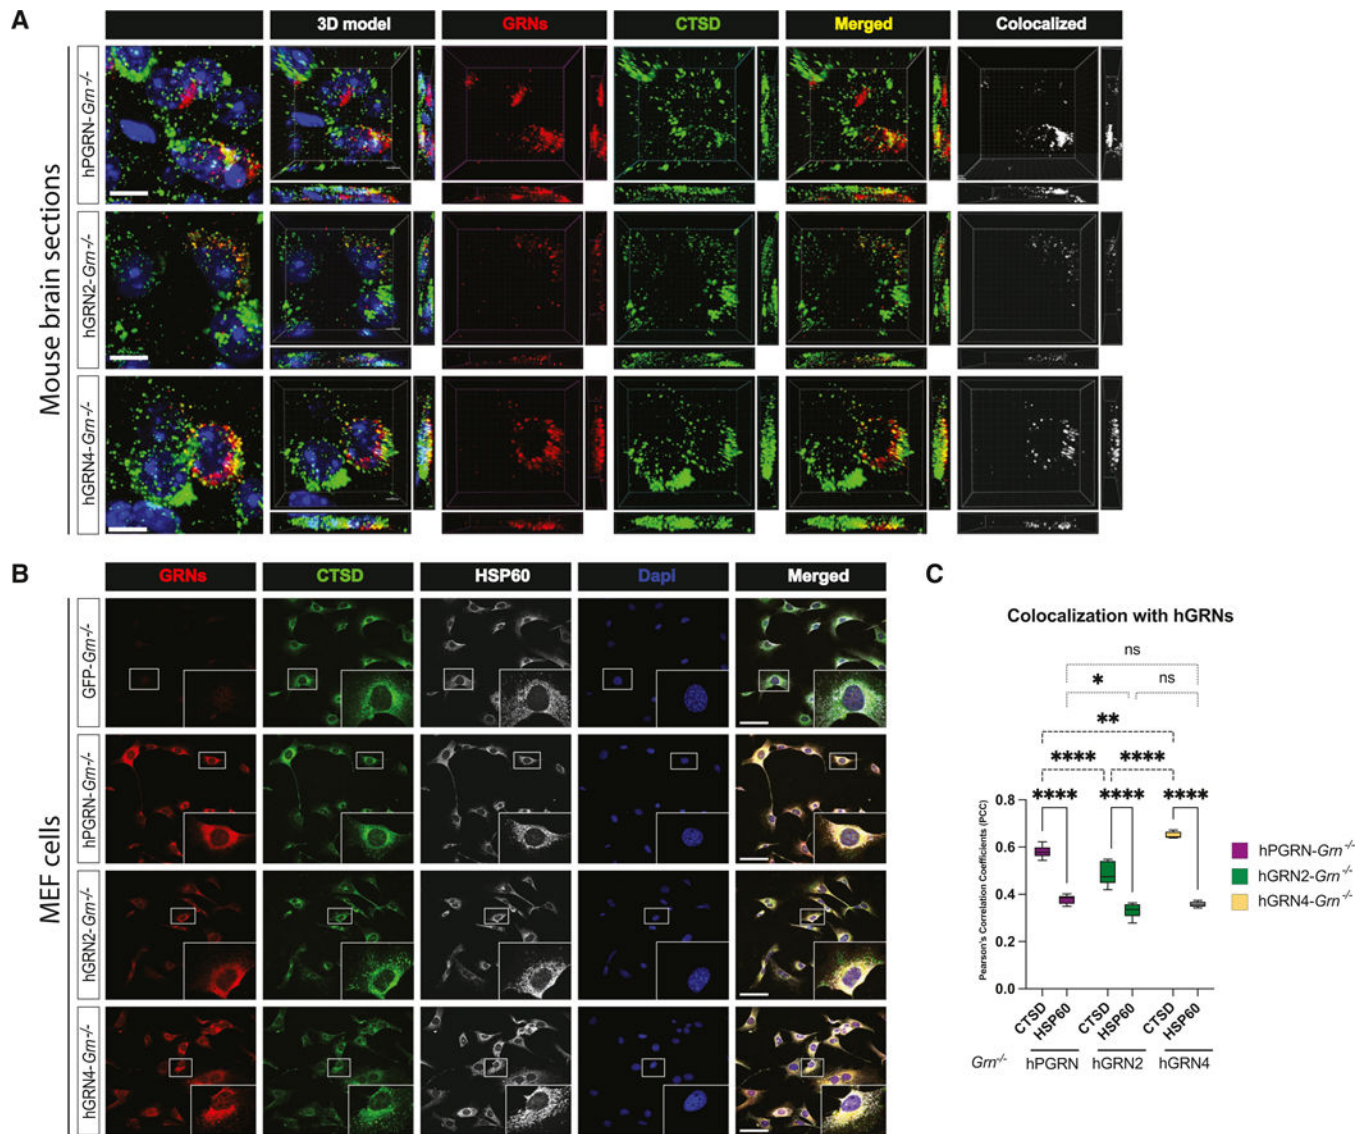 A
3D model GRNs CTSD Merged Colocalized
Mouse brain sections
hPGRN-Grn-/-
hGRN2-Grn-/-
hGRN4-Grn-/-
B
GRNs CTSD HSP60 Dapi Merged
MEF cells
GFP-Grn-/-
hPGRN-Grn-/-
hGRN2-Grn-/-
hGRN4-Grn-/-
C
Colocalization with hGRNs
ns
* ns
**
**** ****
**** **** ****
Pearson's Correlation Coefficients (PCC)
0.8
0.6
0.4
0.2
0.0
hPGRN-Grn-/-
hGRN2-Grn-/-
hGRN4-Grn-/-
CTSD HSP60 CTSD HSP60 CTSD HSP60
Grn-/- hPGRN hGRN2 hGRN4